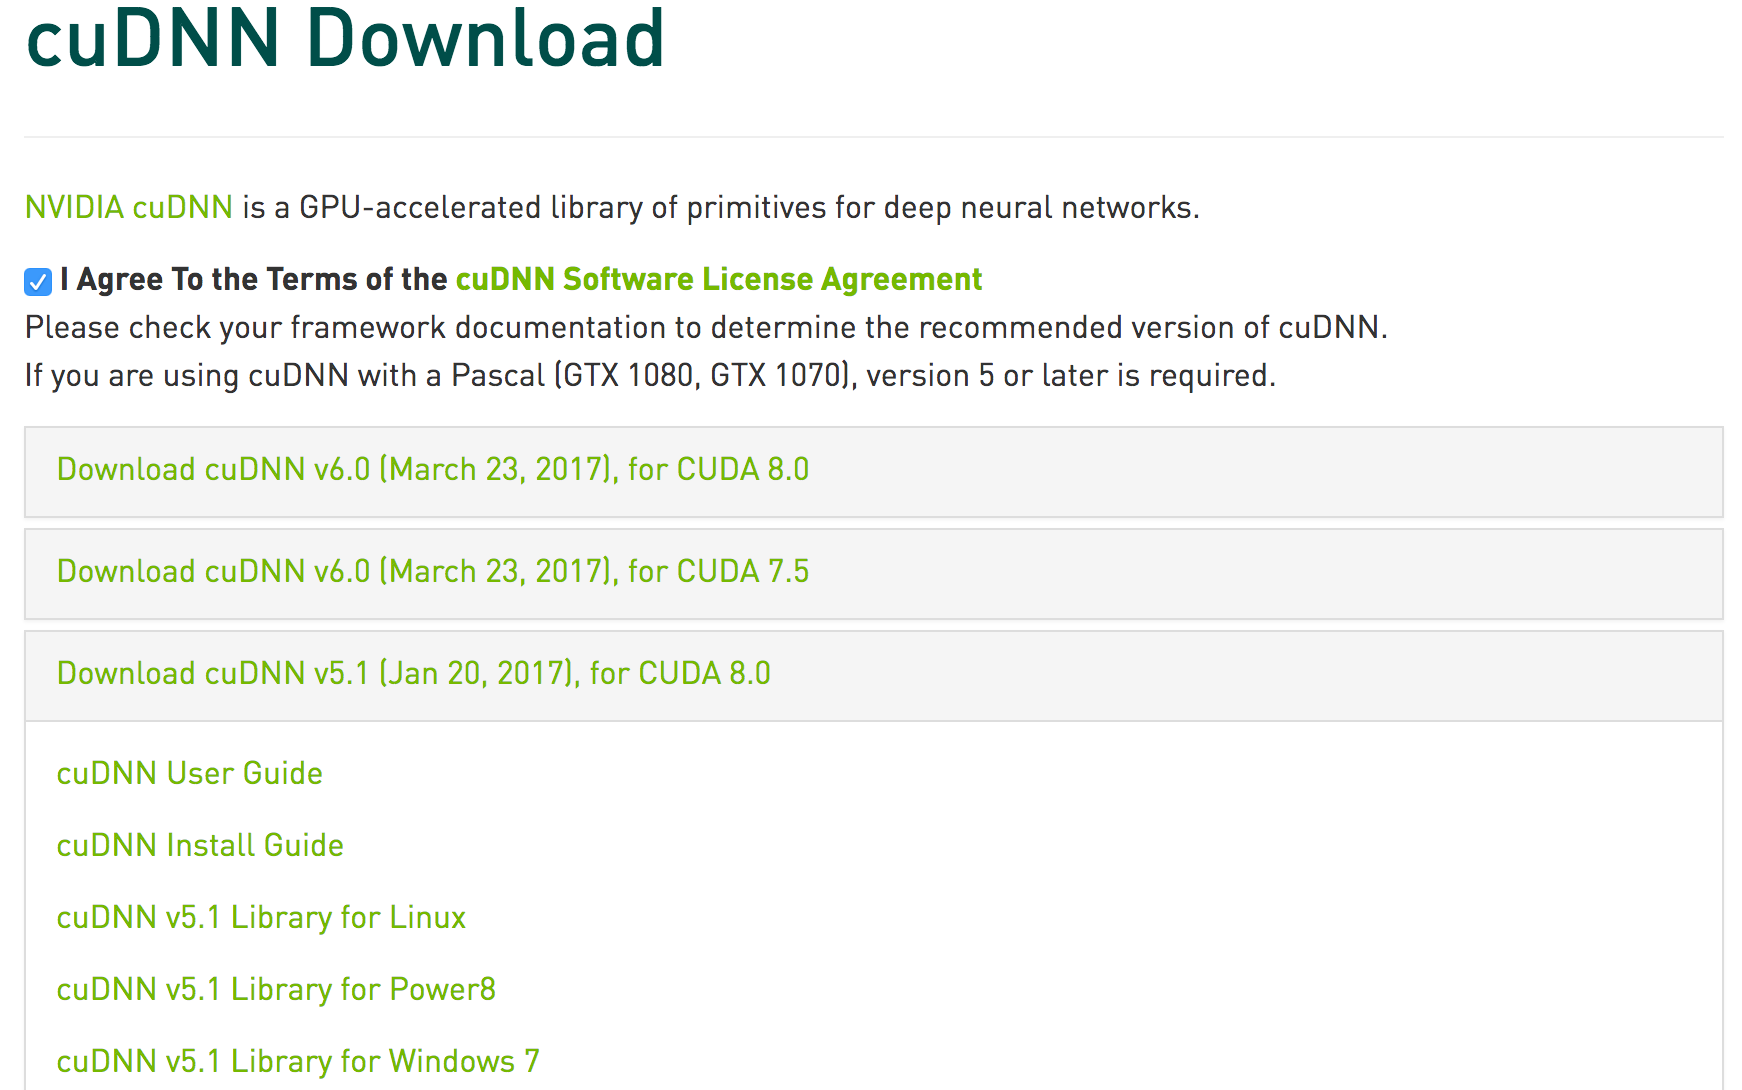 cuDNN Download
NVIDIA cuDNN is a GPU-accelerated library of primitives for deep neural networks.
I Agree To the Terms of the cuDNN Software License Agreement
Please check your framework documentation to determine the recommended version of cuDNN.
If you are using cuDNN with a Pascal (GTX 1080, GTX 1070), version 5 or later is required.
Download cuDNN v6.0 (March 23, 2017), for CUDA 8.0
Download cuDNN v6.0 (March 23, 2017), for CUDA 7.5
Download cuDNN v5.1 (Jan 20, 2017), for CUDA 8.0
cuDNN User Guide
cuDNN Install Guide
cuDNN v5.1 Library for Linux
cuDNN v5.1 Library for Power8
cuDNN v5.1 Library for Windows 7